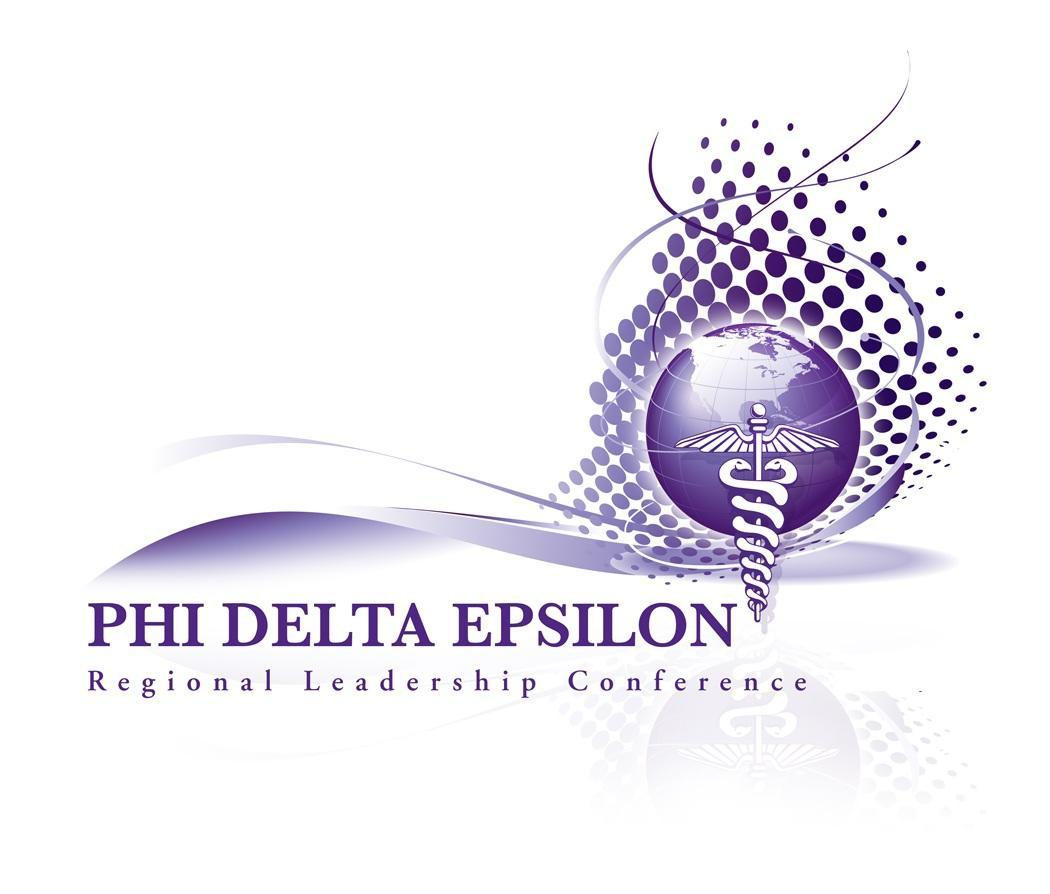 PHI DELTA EPSILON
Regional Leadership Conference